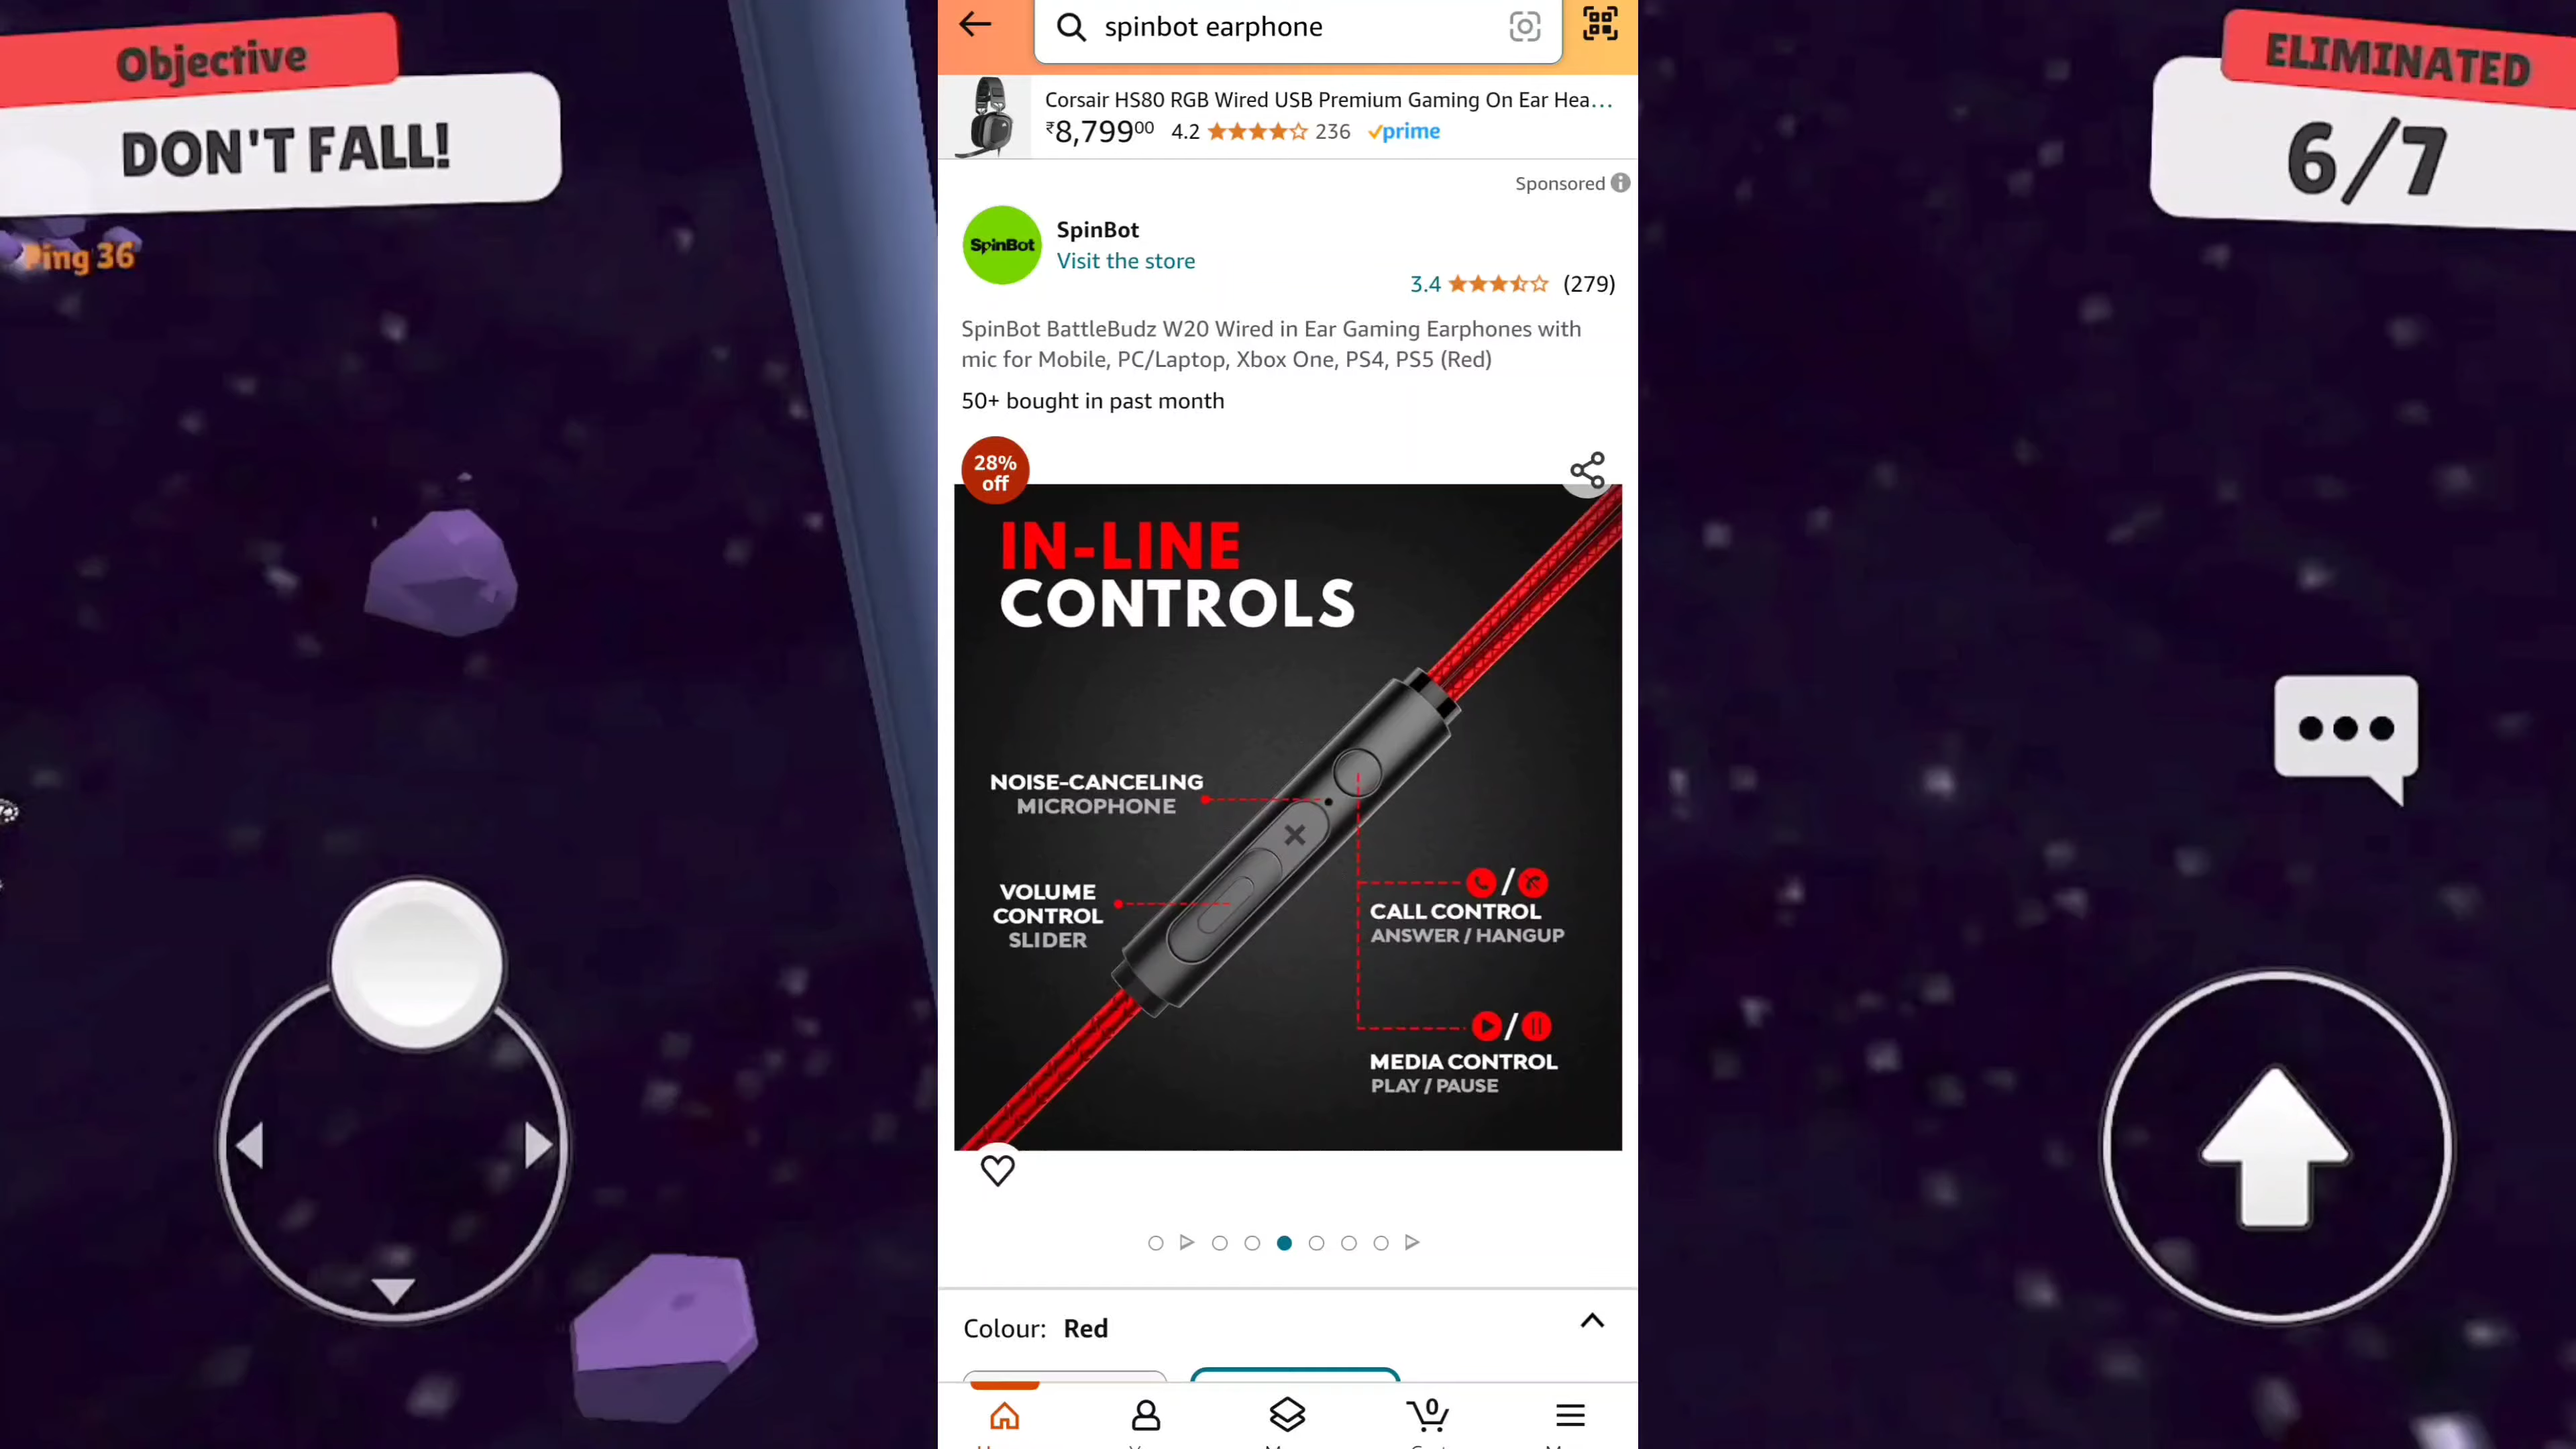 Objective
DON'T FALL!
Ping 36
spinbot earphone
Corsair HS80 RGB Wired USB Premium Gaming On Ear Hea...
₹8,799⁰⁰ 4.2 236 prime
Sponsored
SpinBot
SpinBot
Visit the store
3.4 (279)
SpinBot BattleBudz W20 Wired in Ear Gaming Earphones with
mic for Mobile, PC/Laptop, Xbox One, PS4, PS5 (Red)
50+ bought in past month
28%
off
IN-LINE
CONTROLS
NOISE-CANCELING
MICROPHONE
VOLUME
CONTROL
SLIDER
CALL CONTROL
ANSWER / HANGUP
MEDIA CONTROL
PLAY / PAUSE
Colour: Red
0
ELIMINATED
6/7